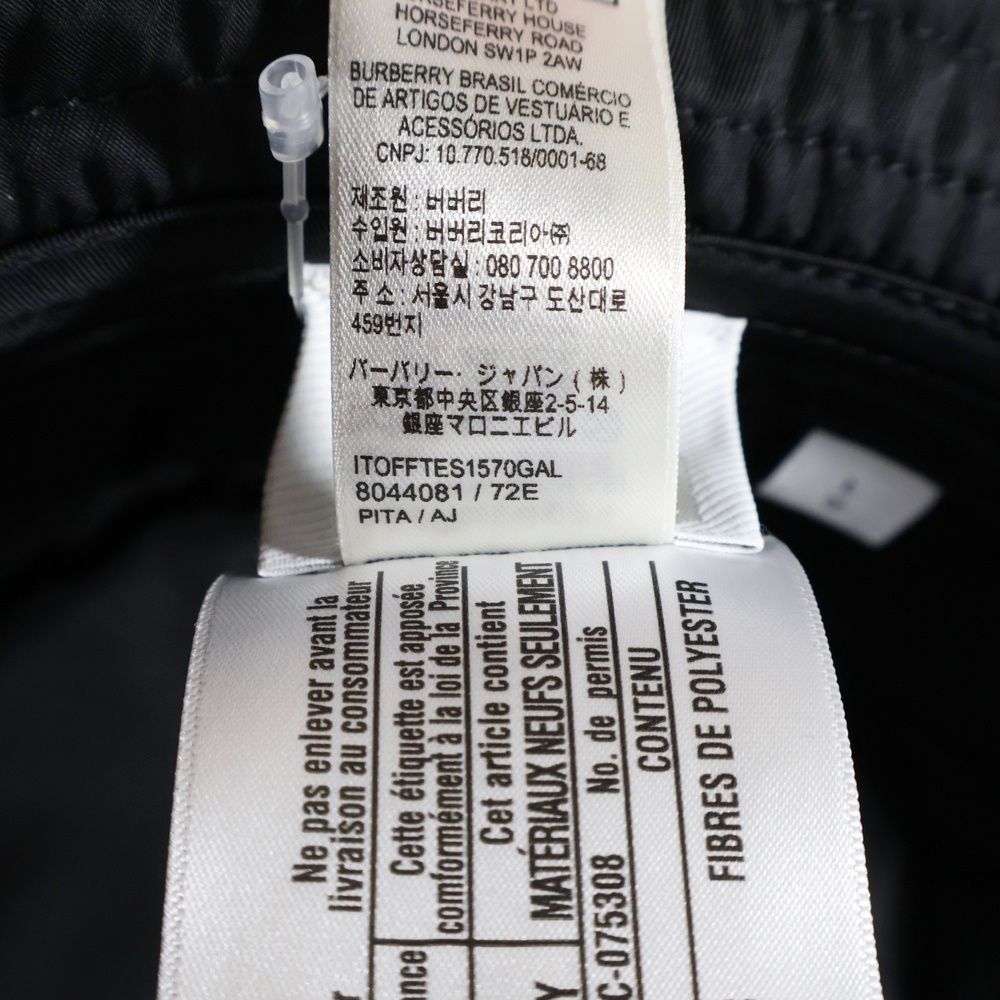 LTD
HORSEFERRY HOUSE
HORSEFERRY ROAD
LONDON SW1P 2AW
BURBERRY BRASIL COMÉRCIO
DE ARTIGOS DE VESTUÁRIO E
ACESSÓRIOS LTDA.
CNPJ: 10.770.518/0001-68
제조원 : 버버리
수입원 : 버버리코리아㈜
소비자상담실 : 080 700 8800
주 소 : 서울시 강남구 도산대로
459번지
バーバリー・ジャパン ( 株 )
東京都中央区銀座2-5-14
銀座マロニエビル
ITOFFTES1570GAL
8044081 / 72E
PITA / AJ
Ne pas enlever avant la
livraison au consommateur
Cette étiquette est apposée
conformément à la loi de la Province
Cet article contient
MATÉRIAUX NEUFS SEULEMENT
C-075308 No. de permis
CONTENU
FIBRES DE POLYESTER